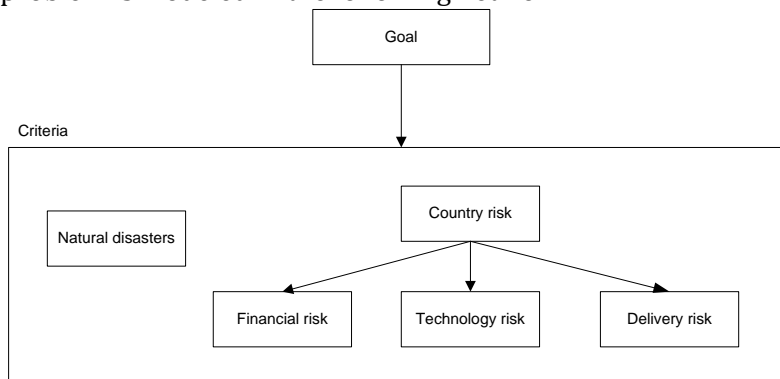 Goal
Criteria
Country risk
Natural disasters
Financial risk
Technology risk
Delivery risk